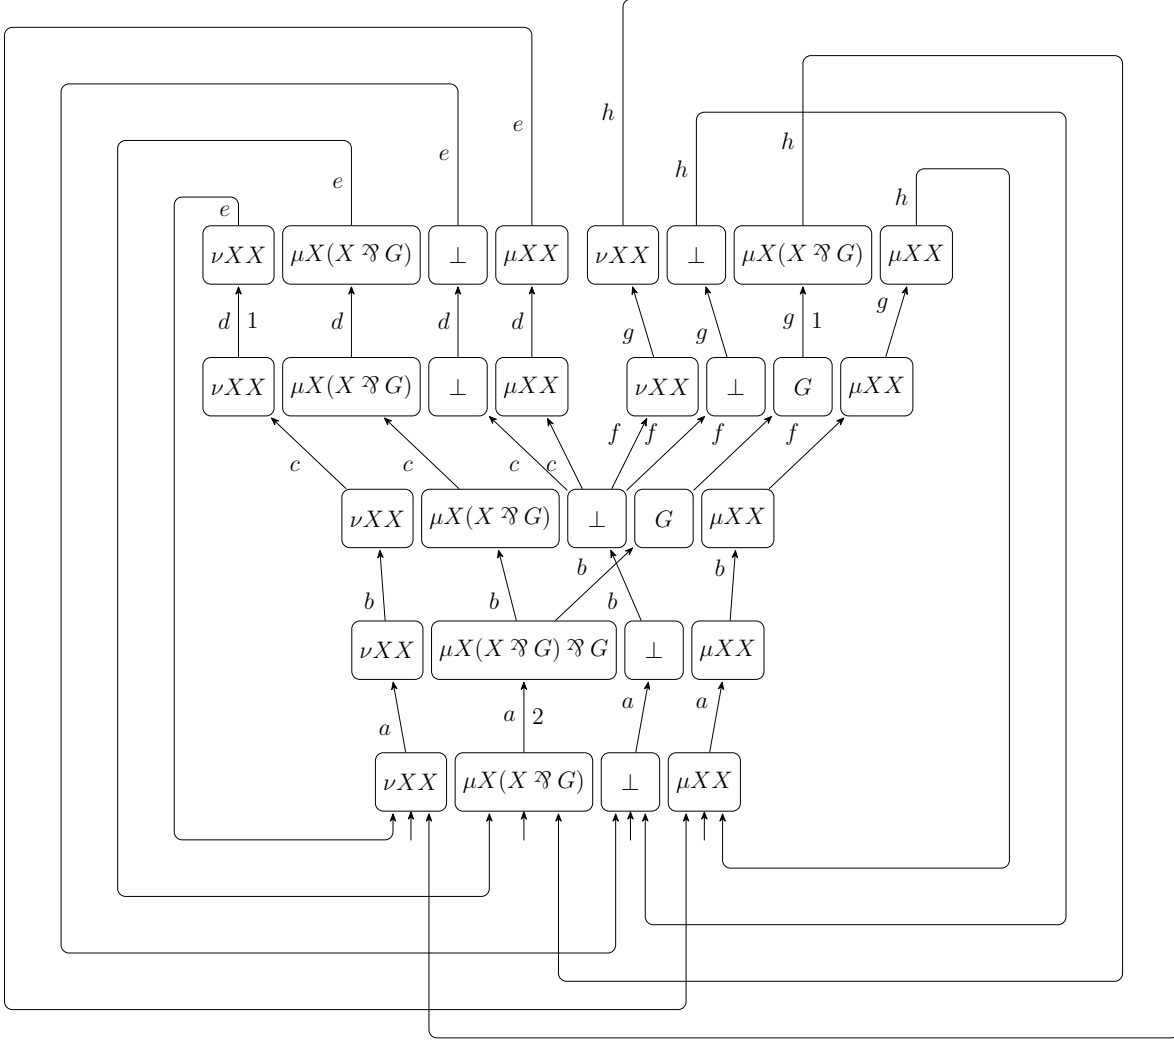 h
e
h
e
h
e
h
h
e
νXX μX(X ⅋ G) ⊥ μXX νXX ⊥ μX(X ⅋ G) μXX
g
d 1 d d d g g g 1
νXX μX(X ⅋ G) ⊥ μXX νXX ⊥ G μXX
f f f f
c c c c
νXX μX(X ⅋ G) ⊥ G μXX
b b
b b b
νXX μX(X ⅋ G) ⅋ G ⊥ μXX
a a
a a 2
νXX μX(X ⅋ G) ⊥ μXX